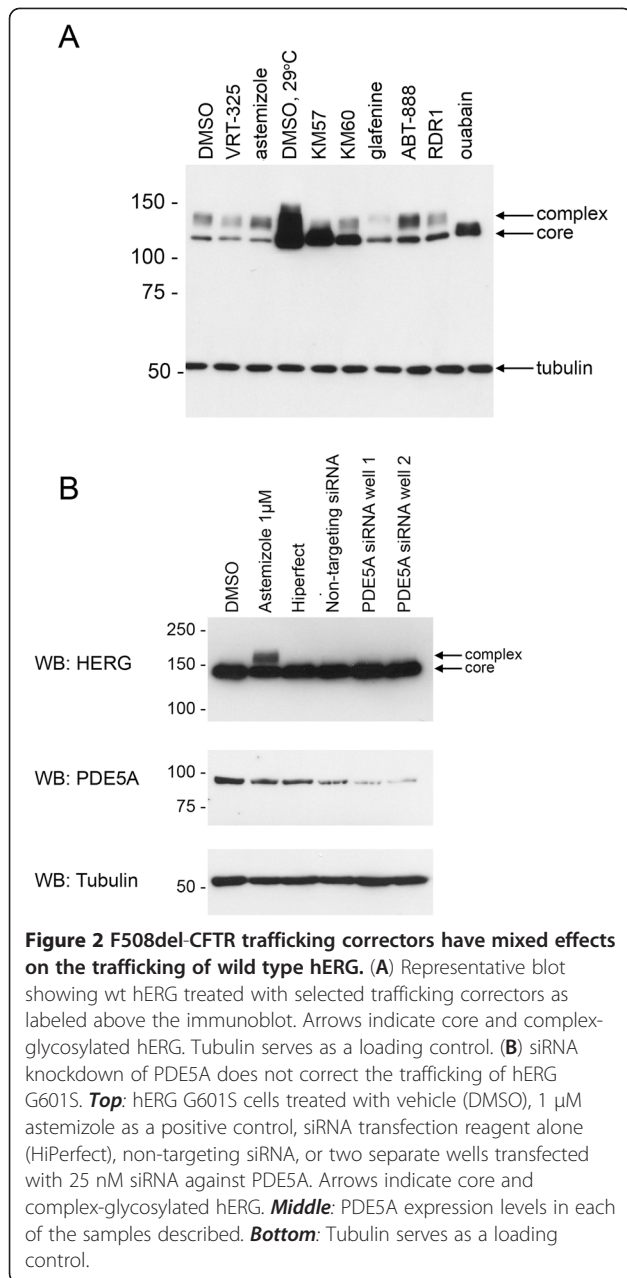 A
DMSO
VRT-325
astemizole
DMSO, 29°C
KM57
KM60
glafenine
ABT-888
RDR1
ouabain
150 -
complex
core
100 -
75 -
50 -
tubulin
B
DMSO
Astemizole 1µM
Hiperfect
Non-targeting siRNA
PDE5A siRNA well 1
PDE5A siRNA well 2
250 -
WB: HERG
150 -
complex
core
100 -
WB: PDE5A
100 -
75 -
WB: Tubulin
50 -
Figure 2 F508del-CFTR trafficking correctors have mixed effects
on the trafficking of wild type hERG. (A) Representative blot
showing wt hERG treated with selected trafficking correctors as
labeled above the immunoblot. Arrows indicate core and complex-
glycosylated hERG. Tubulin serves as a loading control. (B) siRNA
knockdown of PDE5A does not correct the trafficking of hERG
G601S. Top: hERG G601S cells treated with vehicle (DMSO), 1 µM
astemizole as a positive control, siRNA transfection reagent alone
(HiPerfect), non-targeting siRNA, or two separate wells transfected
with 25 nM siRNA against PDE5A. Arrows indicate core and
complex-glycosylated hERG. Middle: PDE5A expression levels in each
of the samples described. Bottom: Tubulin serves as a loading
control.